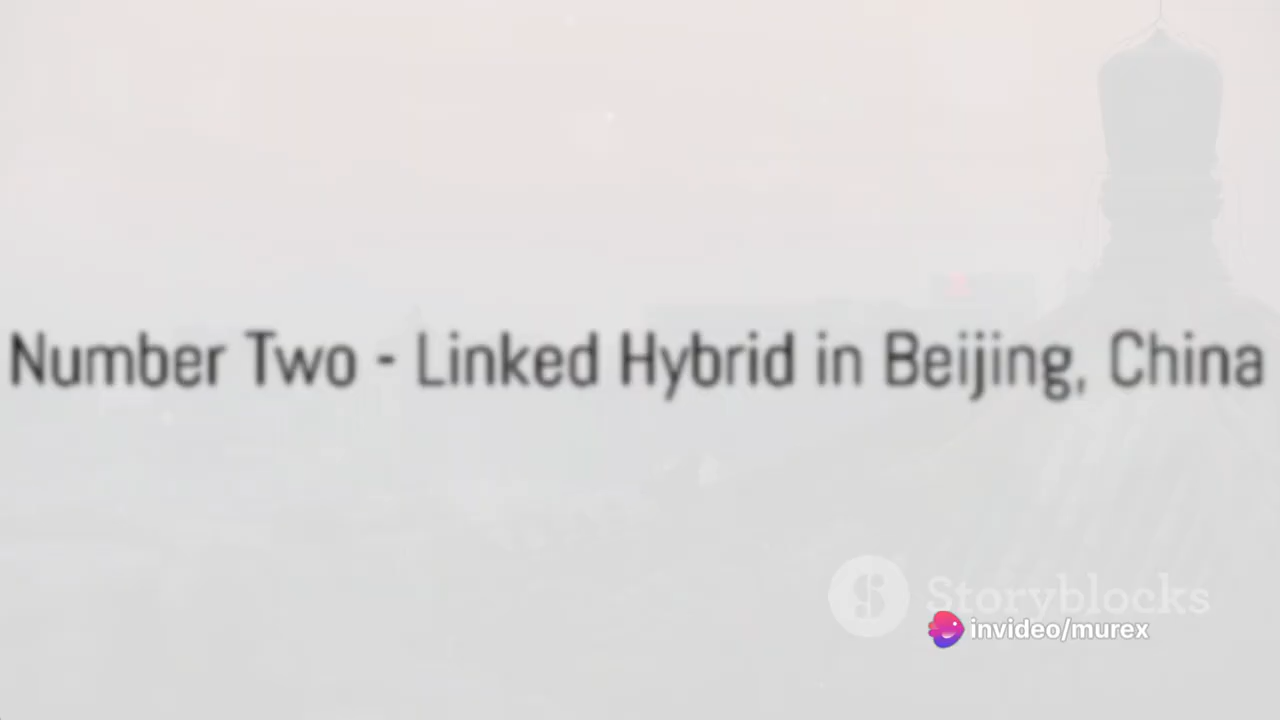 Number Two - Linked Hybrid in Beijing, China
Storyblocks
invideo/murex